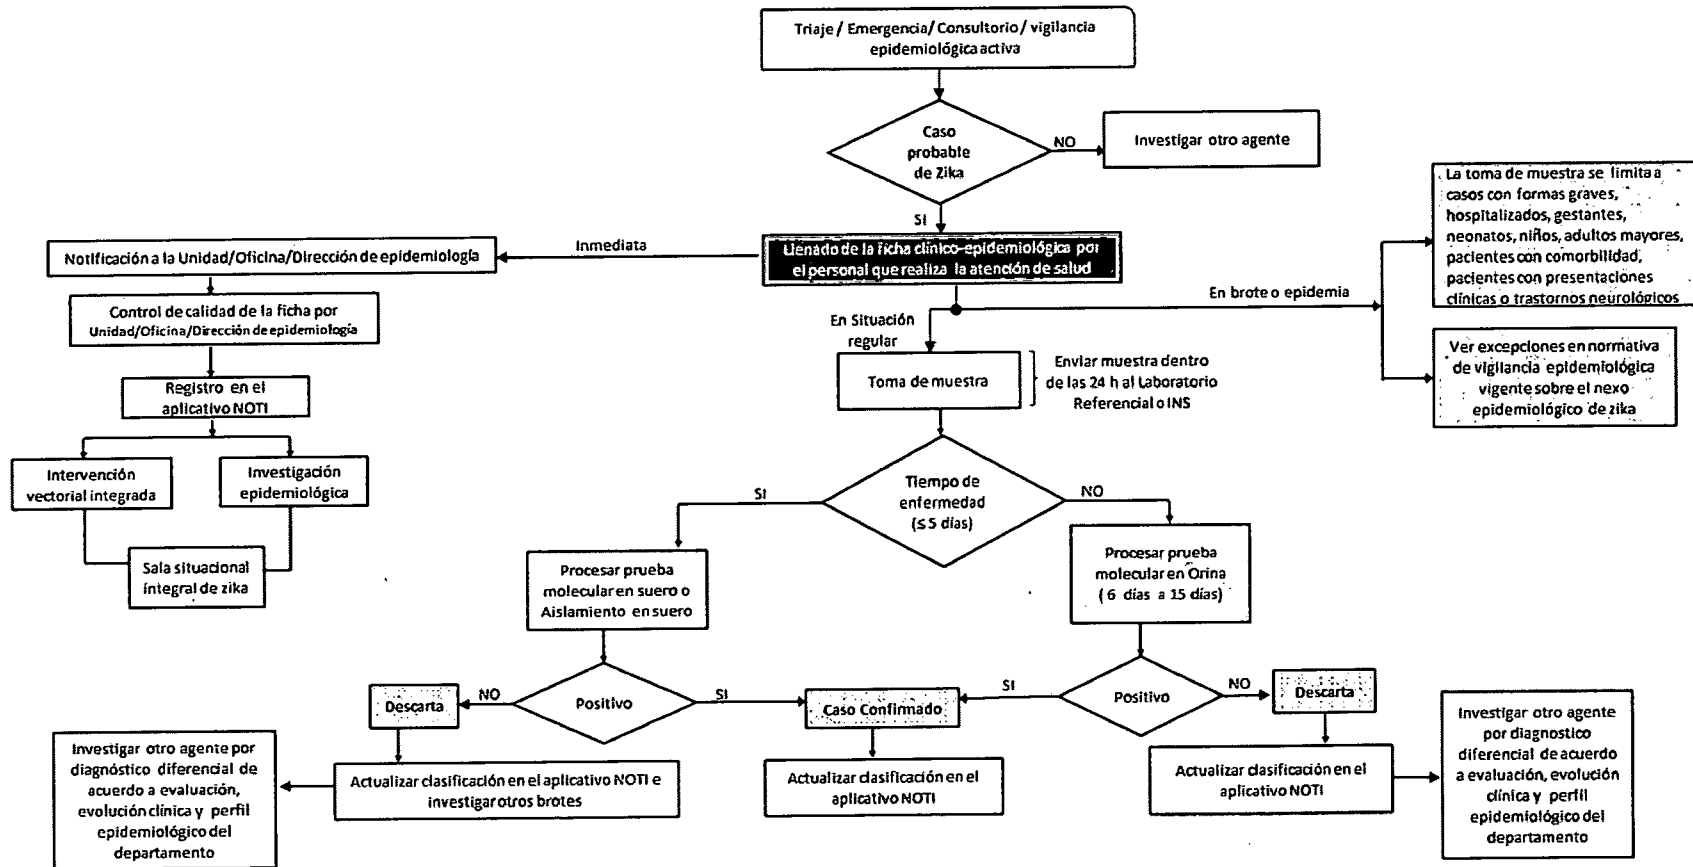 Triaje / Emergencia/ Consultorio / vigilancia
epidemiológica activa
Caso
probable
de Zika
NO
Investigar otro agente
SI
Llenado de la ficha clínico-epidemiológica por
el personal que realiza la atención de salud
Inmediata
Notificación a la Unidad/Oficina/Dirección de epidemiología
Control de calidad de la ficha por
Unidad/Oficina/Dirección de epidemiología
Registro en el
aplicativo NOTI
Intervención
vectorial integrada
Investigación
epidemiológica
Sala situacional
integral de zika
En brote o epidemia
La toma de muestra se limita a
casos con formas graves,
hospitalizados, gestantes,
neonatos, niños, adultos mayores,
pacientes con comorbilidad,
pacientes con presentaciones
clínicas o trastornos neurológicos
Ver excepciones en normativa
de vigilancia epidemiológica
vigente sobre el nexo
epidemiológico de zika
En Situación
regular
Toma de muestra
Enviar muestra dentro
de las 24 h al Laboratorio
Referencial o INS
Tiempo de
enfermedad
(≤ 5 días)
SI
NO
Procesar prueba
molecular en suero o
Aislamiento en suero
Procesar prueba
molecular en Orina
( 6 días a 15 días)
Descarta
NO
Positivo
SI
Caso Confirmado
SI
Positivo
NO
Descarta
Investigar otro agente por
diagnóstico diferencial de
acuerdo a evaluación,
evolución clínica y perfil
epidemiológico del
departamento
Actualizar clasificación en el aplicativo NOTI e
investigar otros brotes
Actualizar clasificación en el
aplicativo NOTI
Actualizar clasificación en el
aplicativo NOTI
Investigar otro agente
por diagnostico
diferencial de acuerdo
a evaluación, evolución
clínica y perfil
epidemiológico del
departamento